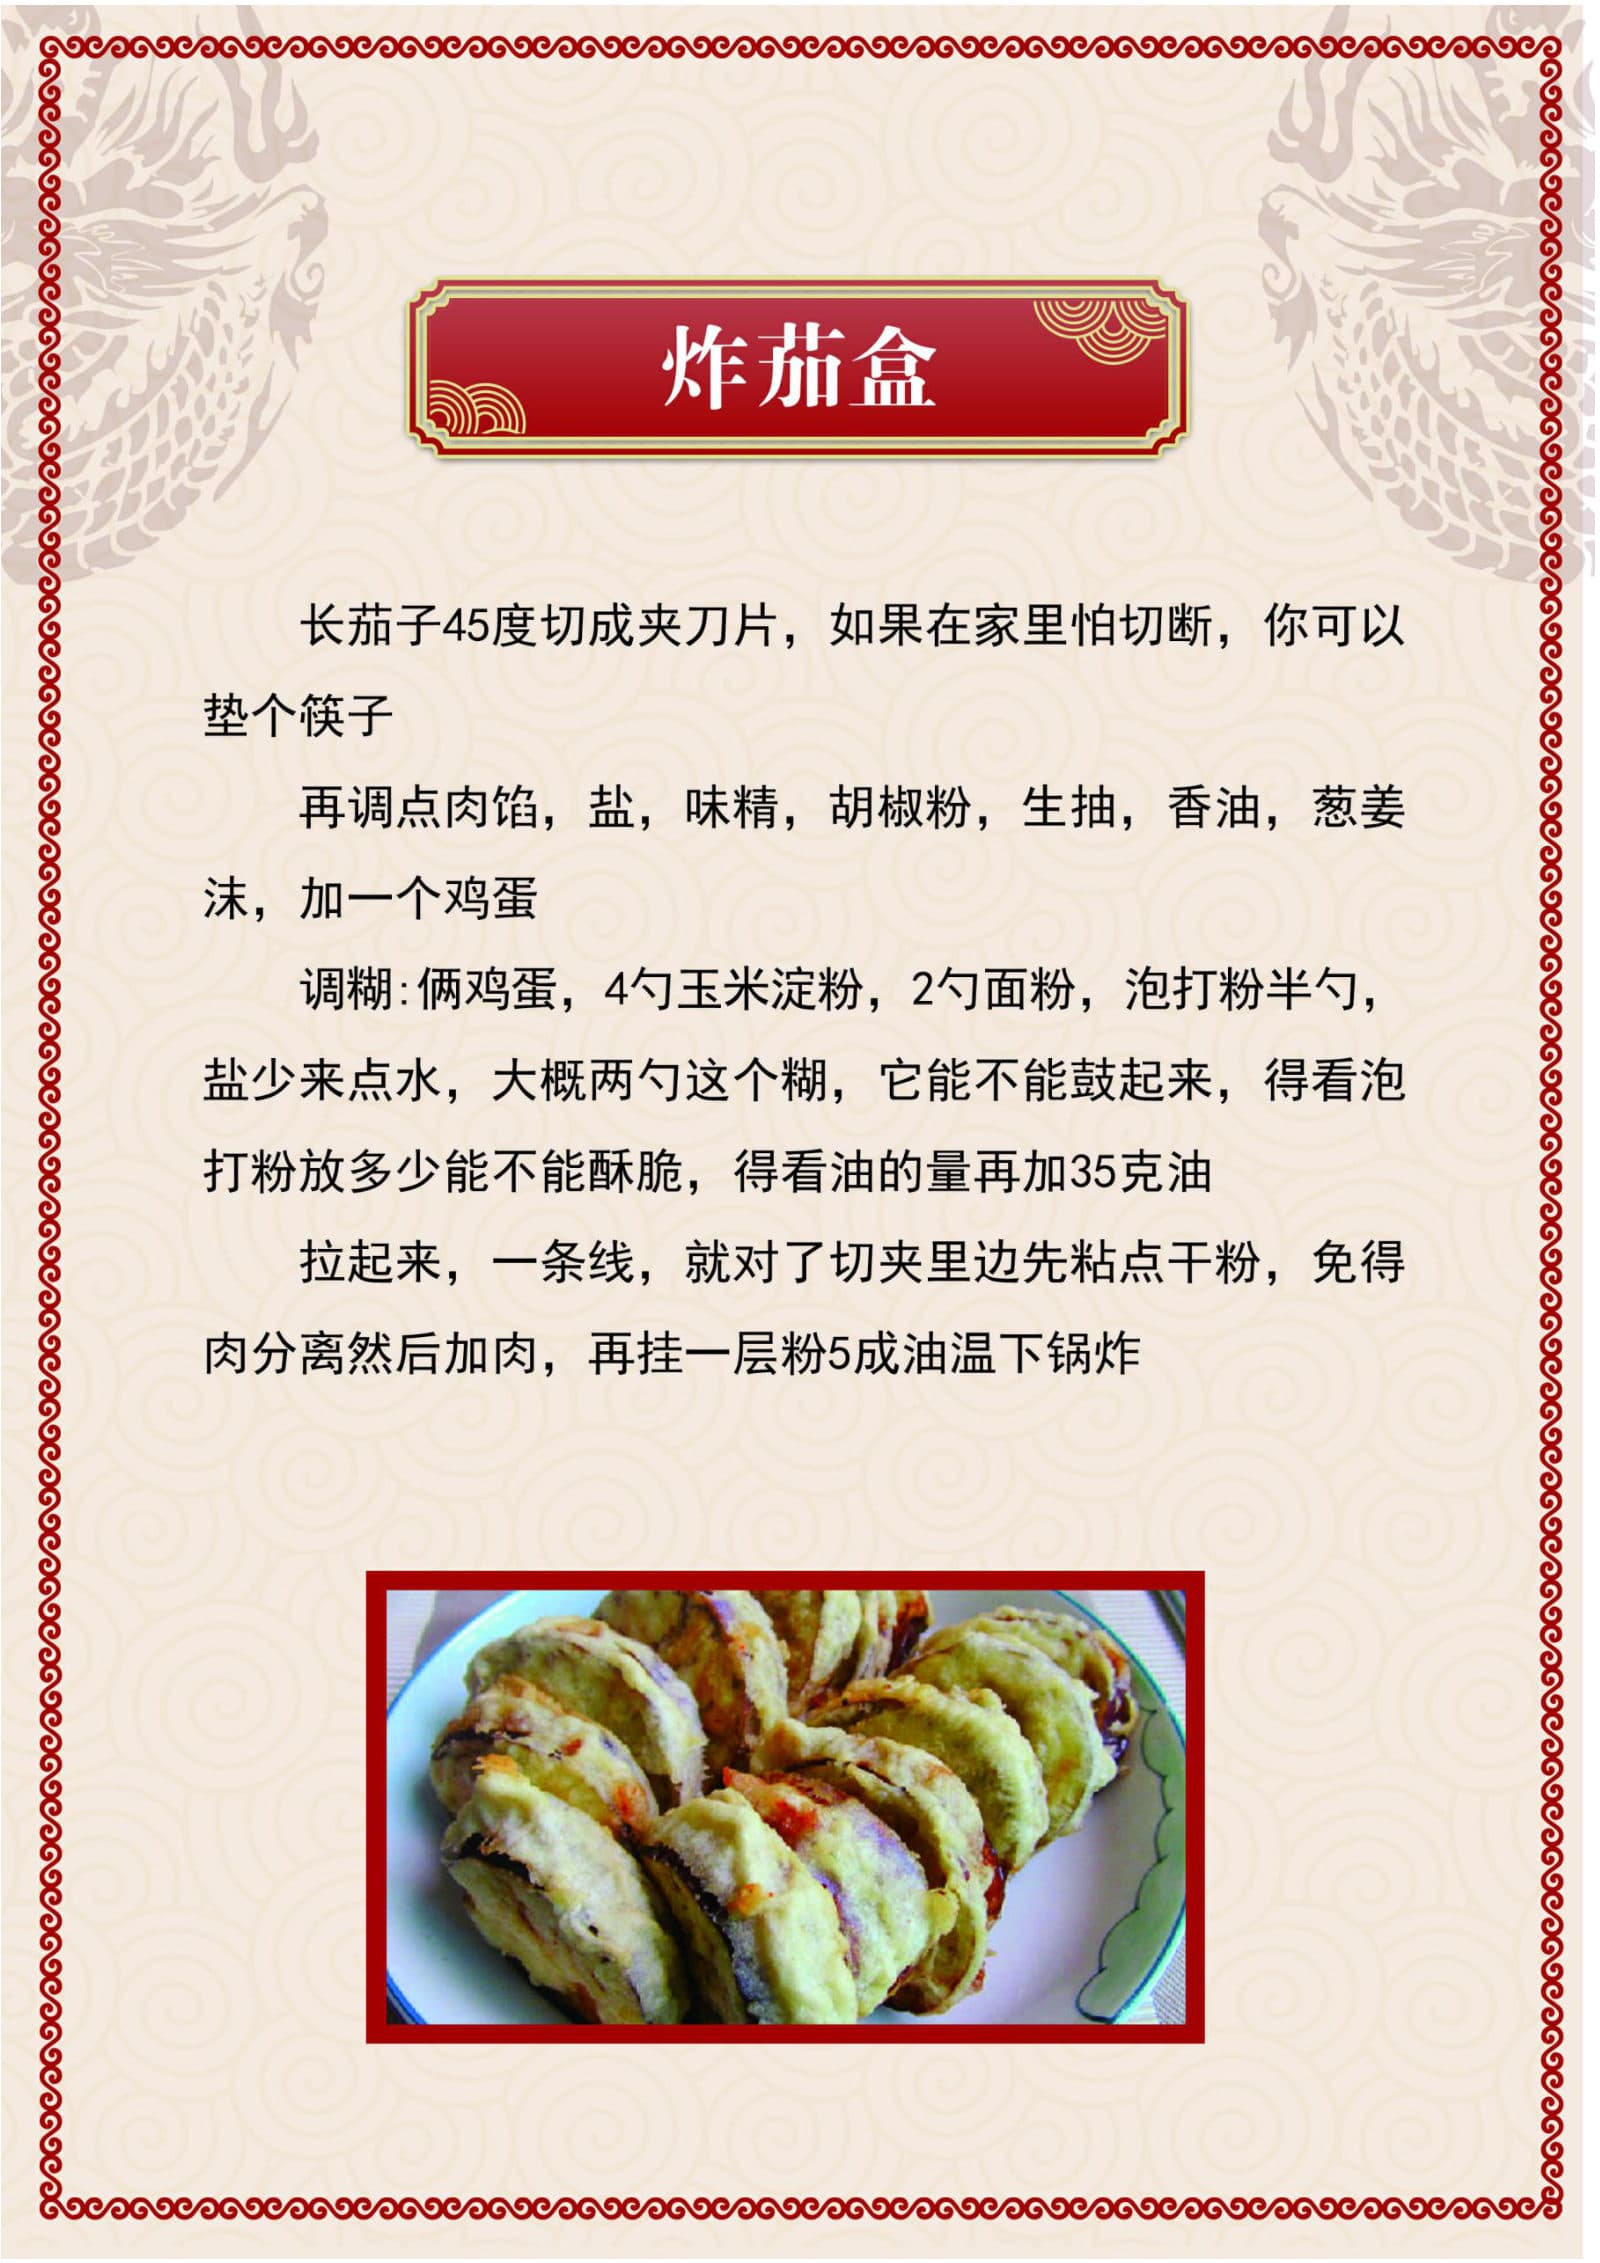 炸茄盒
长茄子45度切成夹刀片，如果在家里怕切断，你可以
垫个筷子
再调点肉馅，盐，味精，胡椒粉，生抽，香油，葱姜
沫，加一个鸡蛋
调糊:俩鸡蛋，4勺玉米淀粉，2勺面粉，泡打粉半勺，
盐少来点水，大概两勺这个糊，它能不能鼓起来，得看泡
打粉放多少能不能酥脆，得看油的量再加35克油
拉起来，一条线，就对了切夹里边先粘点干粉，免得
肉分离然后加肉，再挂一层粉5成油温下锅炸